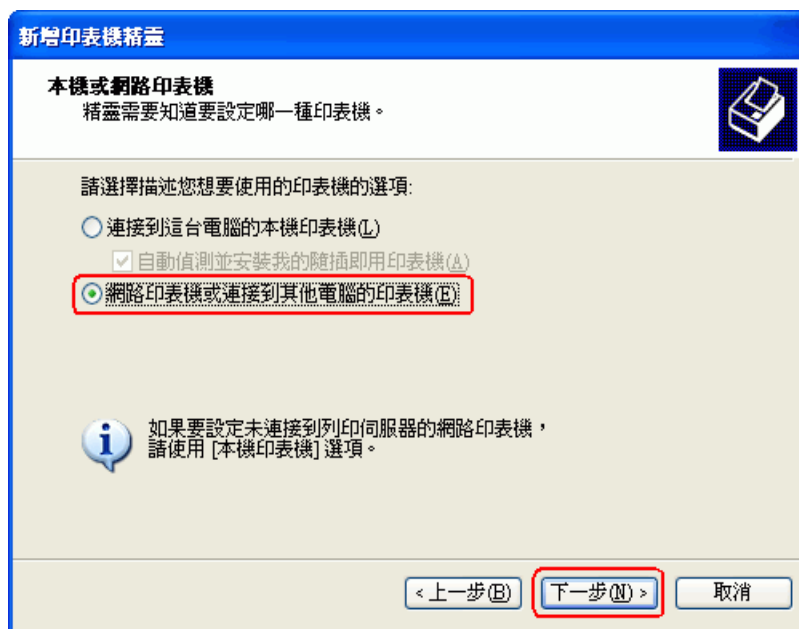 新增印表機精靈
本機或網路印表機
精靈需要知道要設定哪一種印表機。
請選擇描述您想要使用的印表機的選項:
連接到這台電腦的本機印表機(L)
自動偵測並安裝我的隨插即用印表機(A)
網路印表機或連接到其他電腦的印表機(E)
如果要設定未連接到列印伺服器的網路印表機，
請使用 [本機印表機] 選項。
<上一步(B)
下一步(N) >
取消